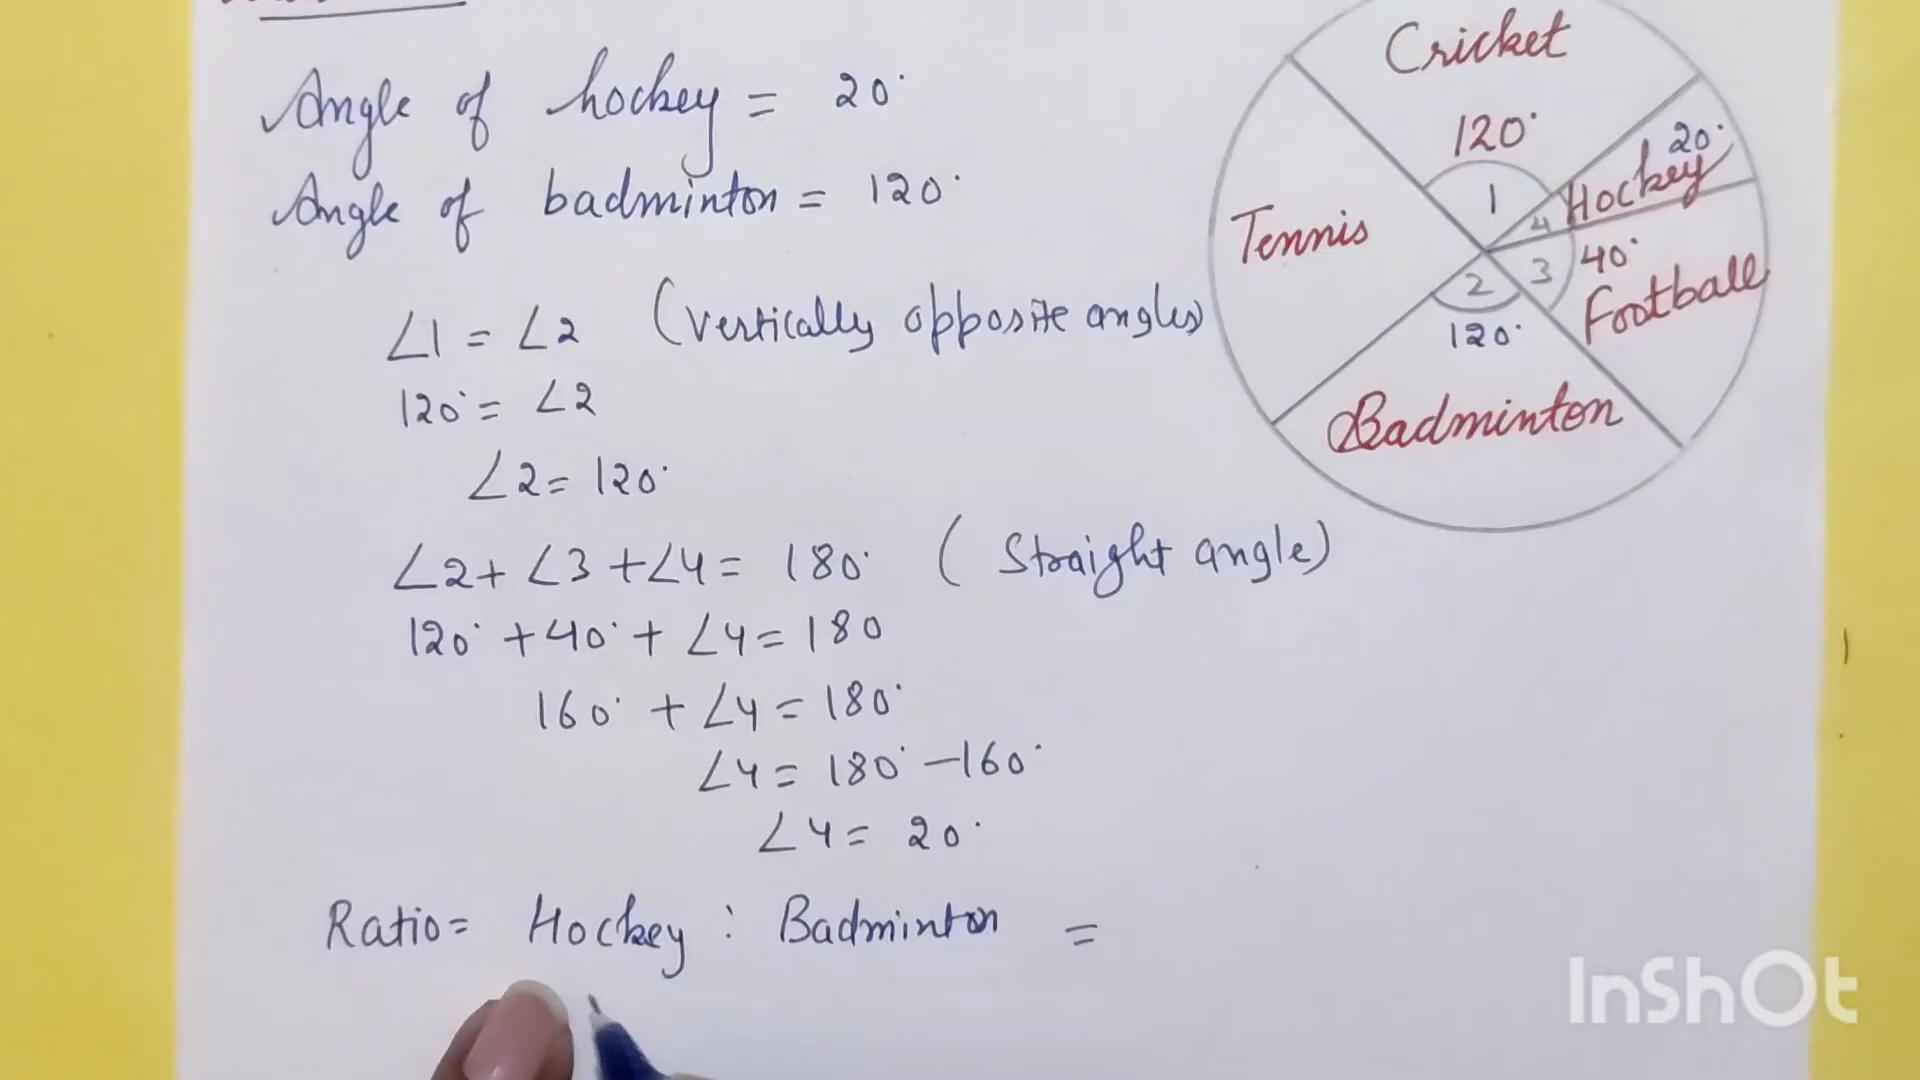 Angle of hockey = 20°
Angle of badminton = 120°
∠1 = ∠2 (Vertically opposite angles)
120° = ∠2
∠2 = 120°
∠2 + ∠3 + ∠4 = 180° (Straight angle)
120° + 40° + ∠4 = 180
160° + ∠4 = 180°
∠4 = 180° - 160°
∠4 = 20°
Ratio = Hockey : Badminton =
Cricket
120°
1
20°
Hockey
4
Tennis
40°
3
2
Football
120°
Badminton
InShOt